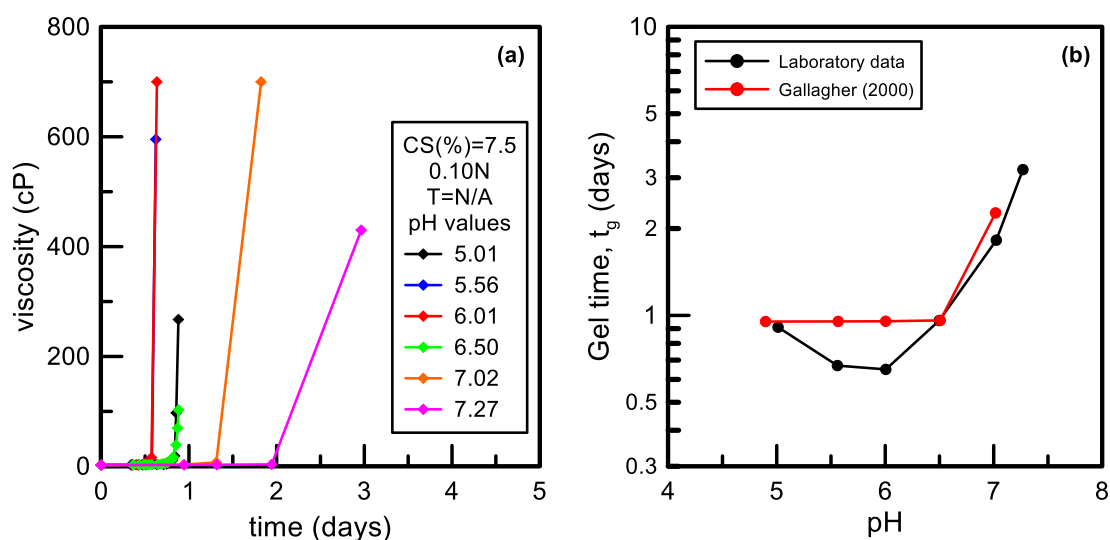 (a)
viscosity (cP)
800
600
400
200
0
0 1 2 3 4 5
time (days)
CS(%)=7.5
0.10N
T=N/A
pH values
5.01
5.56
6.01
6.50
7.02
7.27
(b)
Gel time, tg (days)
10
5
3
2
1
0.5
0.3
4 5 6 7 8
pH
Laboratory data
Gallagher (2000)